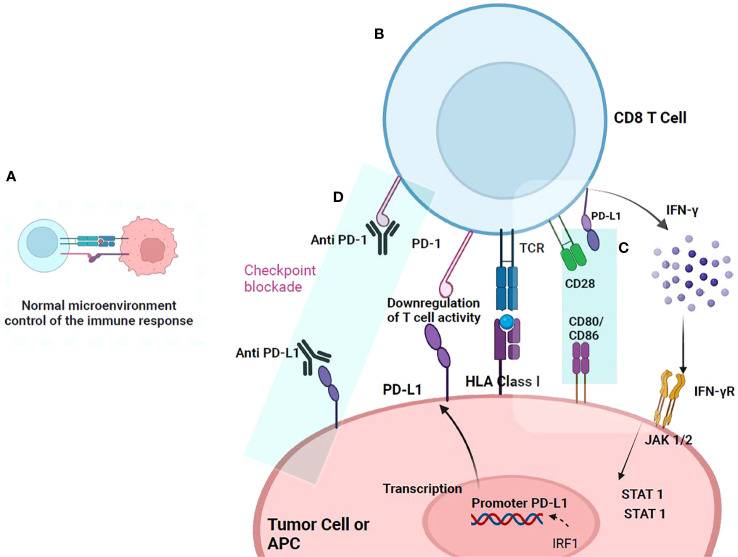 A
Normal microenvironment
control of the immune response
B
CD8 T Cell
D
Checkpoint
blockade
Anti PD-1
PD-1
TCR
PD-L1
C
CD28
IFN-γ
Downregulation
of T cell activity
CD80/
CD86
Anti PD-L1
PD-L1
HLA Class I
IFN-γR
JAK 1/2
STAT 1
STAT 1
Transcription
Promoter PD-L1
IRF1
Tumor Cell or
APC